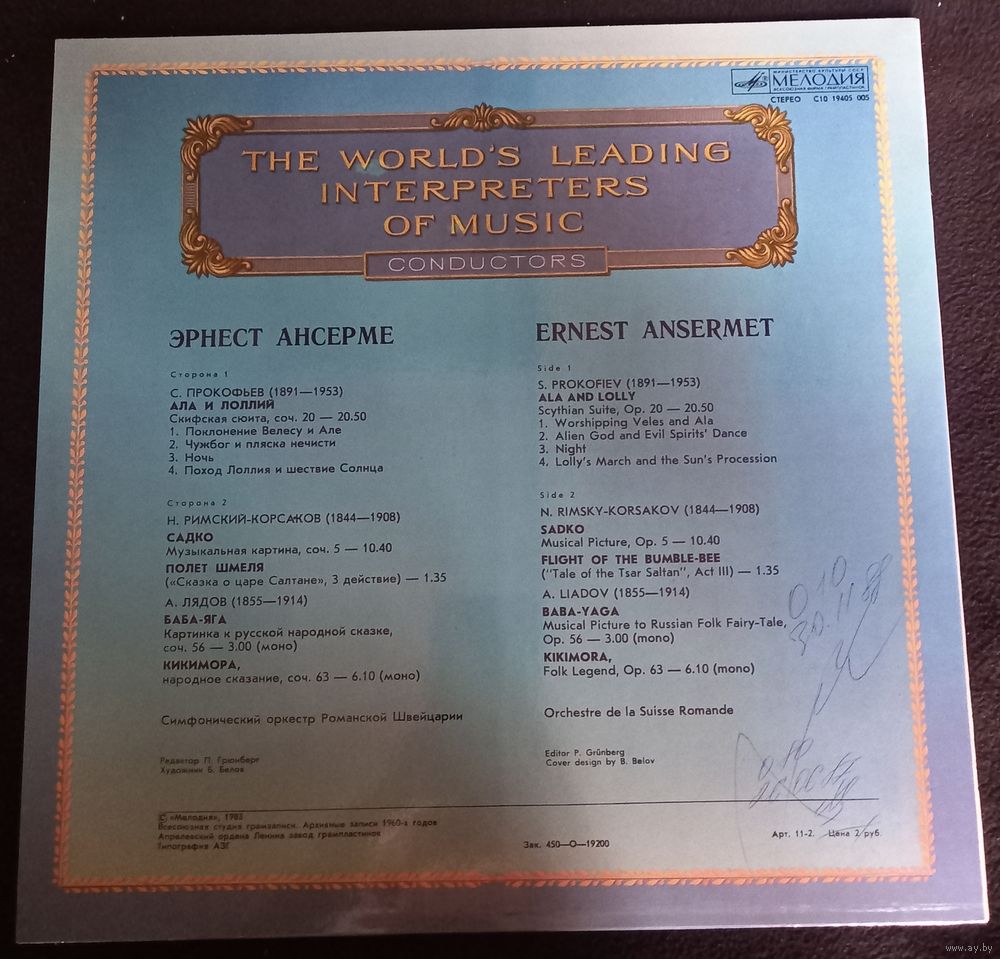 МИНИСТЕРСТВО КУЛЬТУРЫ СССР
МЕЛОДИЯ
ВСЕСОЮЗНАЯ ФИРМА ГРАМПЛАСТИНОК
СТЕРЕО С10 19405 005
THE WORLD'S LEADING
INTERPRETERS
OF MUSIC
CONDUCTORS
ЭРНЕСТ АНСЕРМЕ
Сторона 1
С. ПРОКОФЬЕВ (1891—1953)
АЛА И ЛОЛЛИЙ
Скифская сюита, соч. 20 — 20.50
1. Поклонение Велесу и Але
2. Чужбог и пляска нечисти
3. Ночь
4. Поход Лоллия и шествие Солнца
Сторона 2
Н. РИМСКИЙ-КОРСАКОВ (1844—1908)
САДКО
Музыкальная картина, соч. 5 — 10.40
ПОЛЕТ ШМЕЛЯ
(«Сказка о царе Салтане», 3 действие) — 1.35
А. ЛЯДОВ (1855—1914)
БАБА-ЯГА
Картинка к русской народной сказке,
соч. 56 — 3.00 (моно)
КИКИМОРА,
народное сказание, соч. 63 — 6.10 (моно)
Симфонический оркестр Романской Швейцарии
Редактор П. Грюнберг
Художник Б. Белов
ERNEST ANSERMET
Side 1
S. PROKOFIEV (1891—1953)
ALA AND LOLLY
Scythian Suite, Op. 20 — 20.50
1. Worshipping Veles and Ala
2. Alien God and Evil Spirits' Dance
3. Night
4. Lolly's March and the Sun's Procession
Side 2
N. RIMSKY-KORSAKOV (1844—1908)
SADKO
Musical Picture, Op. 5 — 10.40
FLIGHT OF THE BUMBLE-BEE
("Tale of the Tsar Saltan", Act III) — 1.35
A. LIADOV (1855—1914)
BABA-YAGA
Musical Picture to Russian Folk Fairy-Tale,
Op. 56 — 3.00 (mono)
KIKIMORA,
Folk Legend, Op. 63 — 6.10 (mono)
Orchestre de la Suisse Romande
Editor P. Grünberg
Cover design by B. Belov
© «Мелодия», 1983
Всесоюзная студия грамзаписи. Архивные записи 1960-х годов
Апрелевский ордена Ленина завод грампластинок
Типография АЗГ
Зак. 450—О—19200
Арт. 11-2. Цена 2 руб.
www.ay.by